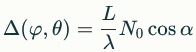 Δ(φ,θ) = L/λ N₀ cos α